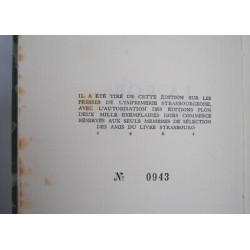 IL A ÉTÉ TIRÉ DE CETTE ÉDITION SUR LES
PRESSES DE L'IMPRIMERIE STRASBOURGEOISE,
AVEC L'AUTORISATION DES ÉDITIONS PLON
DEUX MILLE EXEMPLAIRES HORS COMMERCE
RÉSERVÉS AUX SEULS MEMBRES DE SÉLECTION
DES AMIS DU LIVRE STRASBOURG
Nº 0943